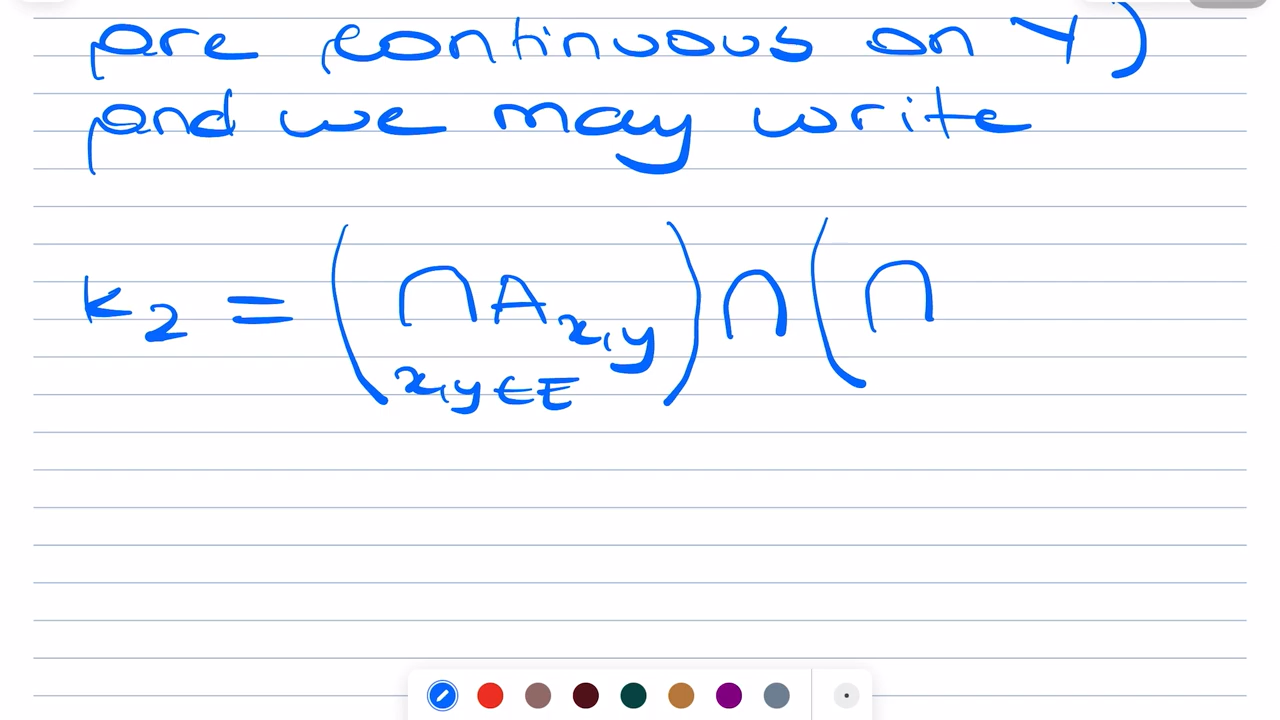 are continuous on Y)
and we may write
K₂ = (∩ A_{x,y}) ∩ (∩
x,y∈E